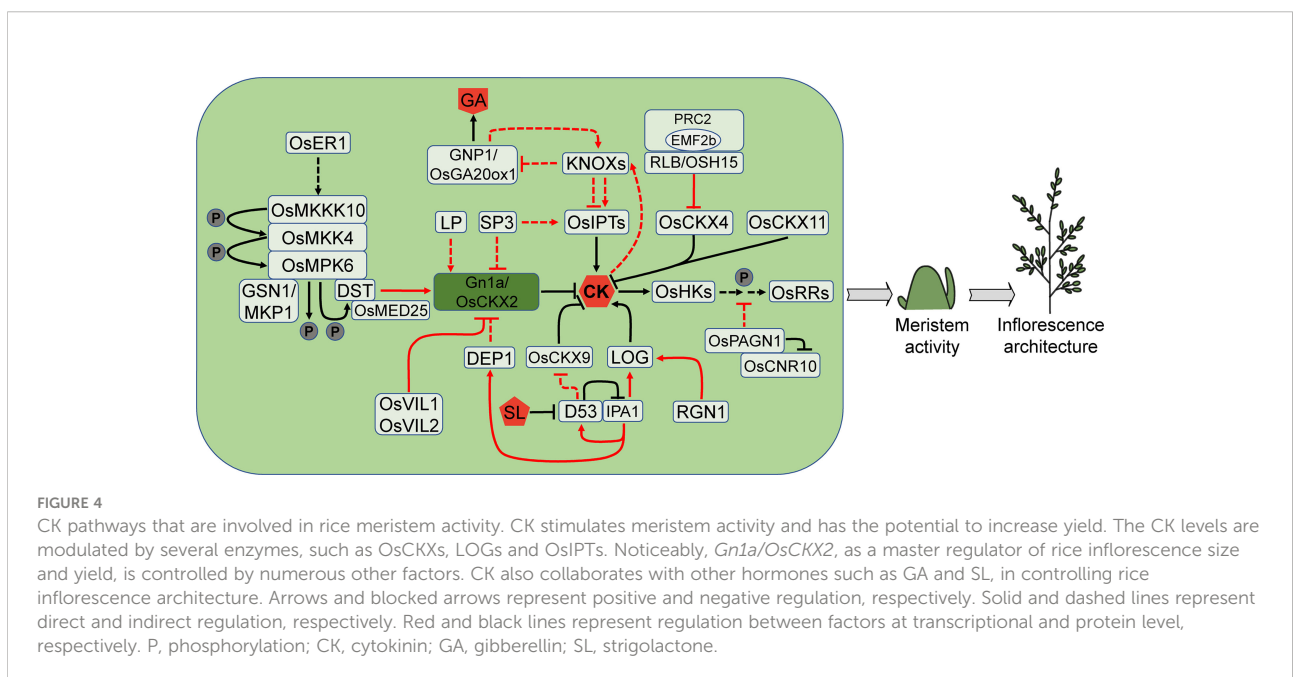 GA
PRC2
EMF2b
RLB/OSH15
OsER1
GNP1/
OsGA20ox1
KNOXs
OsMKKK10
P
OsMKK4
P
OsMPK6
LP
SP3
OsIPTs
OsCKX4
OsCKX11
GSN1/
MKP1
DST
OsMED25
P
P
Gn1a/
OsCKX2
CK
OsHKs
P
OsRRs
Meristem
activity
Inflorescence
architecture
DEP1
OsCKX9
LOG
OsPAGN1
OsCNR10
OsVIL1
OsVIL2
SL
D53
IPA1
RGN1
FIGURE 4
CK pathways that are involved in rice meristem activity. CK stimulates meristem activity and has the potential to increase yield. The CK levels are
modulated by several enzymes, such as OsCKXs, LOGs and OsIPTs. Noticeably, Gn1a/OsCKX2, as a master regulator of rice inflorescence size
and yield, is controlled by numerous other factors. CK also collaborates with other hormones such as GA and SL, in controlling rice
inflorescence architecture. Arrows and blocked arrows represent positive and negative regulation, respectively. Solid and dashed lines represent
direct and indirect regulation, respectively. Red and black lines represent regulation between factors at transcriptional and protein level,
respectively. P, phosphorylation; CK, cytokinin; GA, gibberellin; SL, strigolactone.